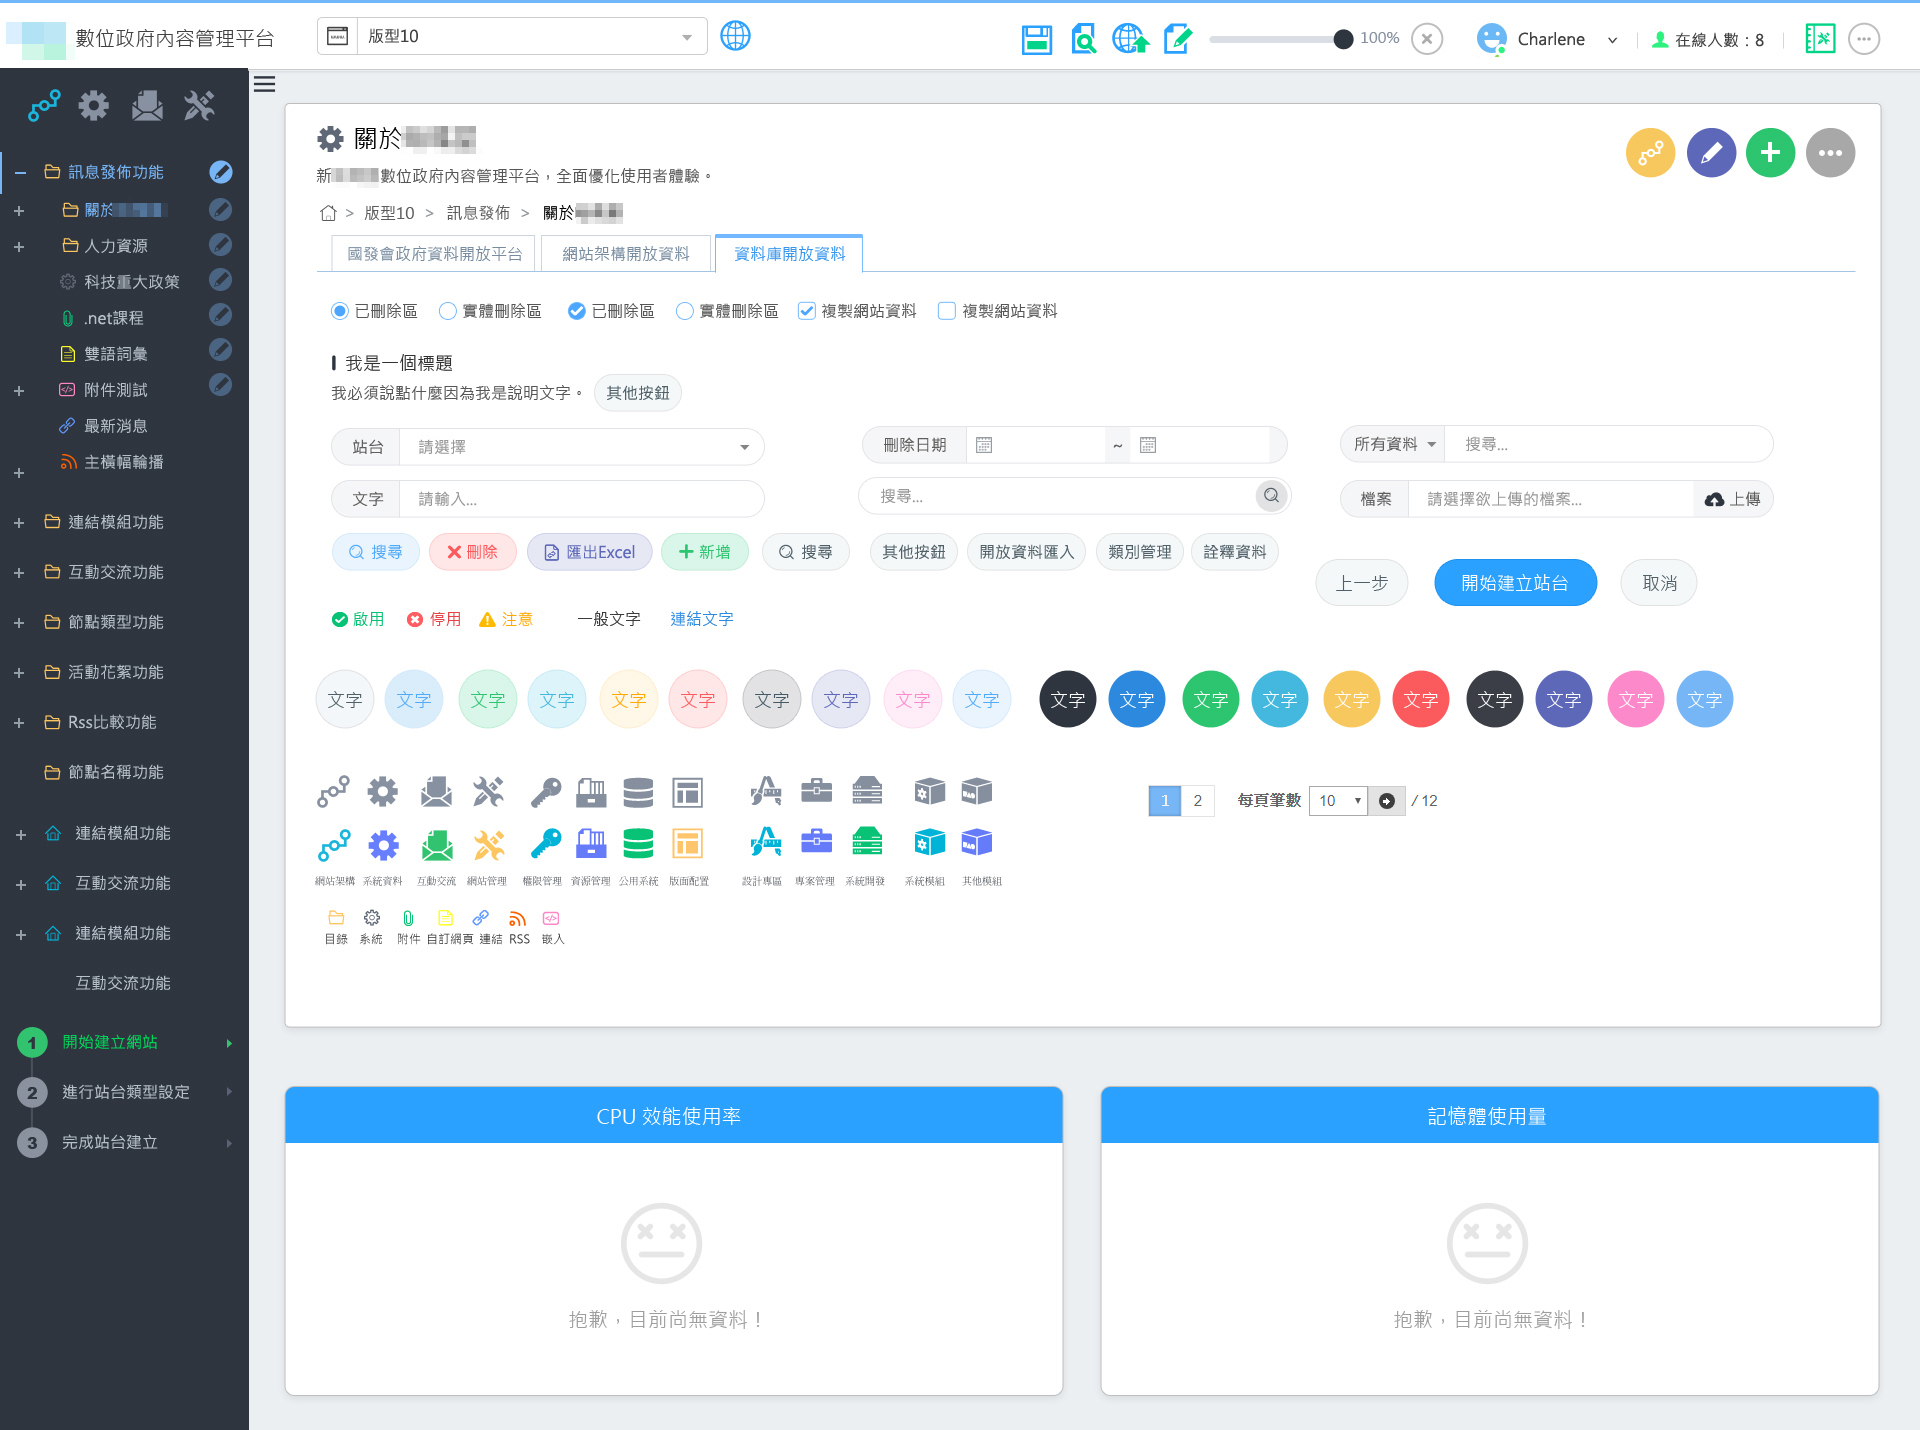 數位政府內容管理平台
版型10
100%
Charlene
在線人數：8
訊息發佈功能
關於
人力資源
科技重大政策
.net課程
雙語詞彙
附件測試
最新消息
主橫幅輪播
連結模組功能
互動交流功能
節點類型功能
活動花絮功能
Rss比較功能
節點名稱功能
連結模組功能
互動交流功能
連結模組功能
互動交流功能
1 開始建立網站
2 進行站台類型設定
3 完成站台建立
關於
新 數位政府內容管理平台，全面優化使用者體驗。
> 版型10 > 訊息發佈 > 關於
國發會政府資料開放平台 網站架構開放資料 資料庫開放資料
已刪除區 實體刪除區 已刪除區 實體刪除區 複製網站資料 複製網站資料
我是一個標題
我必須說點什麼因為我是說明文字。 其他按鈕
站台 請選擇 刪除日期 ~ 所有資料 搜尋...
文字 請輸入... 搜尋... 檔案 請選擇欲上傳的檔案... 上傳
搜尋 刪除 匯出Excel 新增 搜尋 其他按鈕 開放資料匯入 類別管理 詮釋資料
上一步 開始建立站台 取消
啟用 停用 注意 一般文字 連結文字
文字 文字 文字 文字 文字 文字 文字 文字 文字 文字 文字 文字 文字 文字 文字 文字 文字 文字 文字 文字
1 2 每頁筆數 10 / 12
網站架構 系統資料 互動交流 網站管理 權限管理 資源管理 公用系統 版面配置 設計專區 專案管理 系統開發 系統模組 其他模組
目錄 系統 附件 自訂網頁 連結 RSS 嵌入
CPU 效能使用率
抱歉，目前尚無資料！
記憶體使用量
抱歉，目前尚無資料！